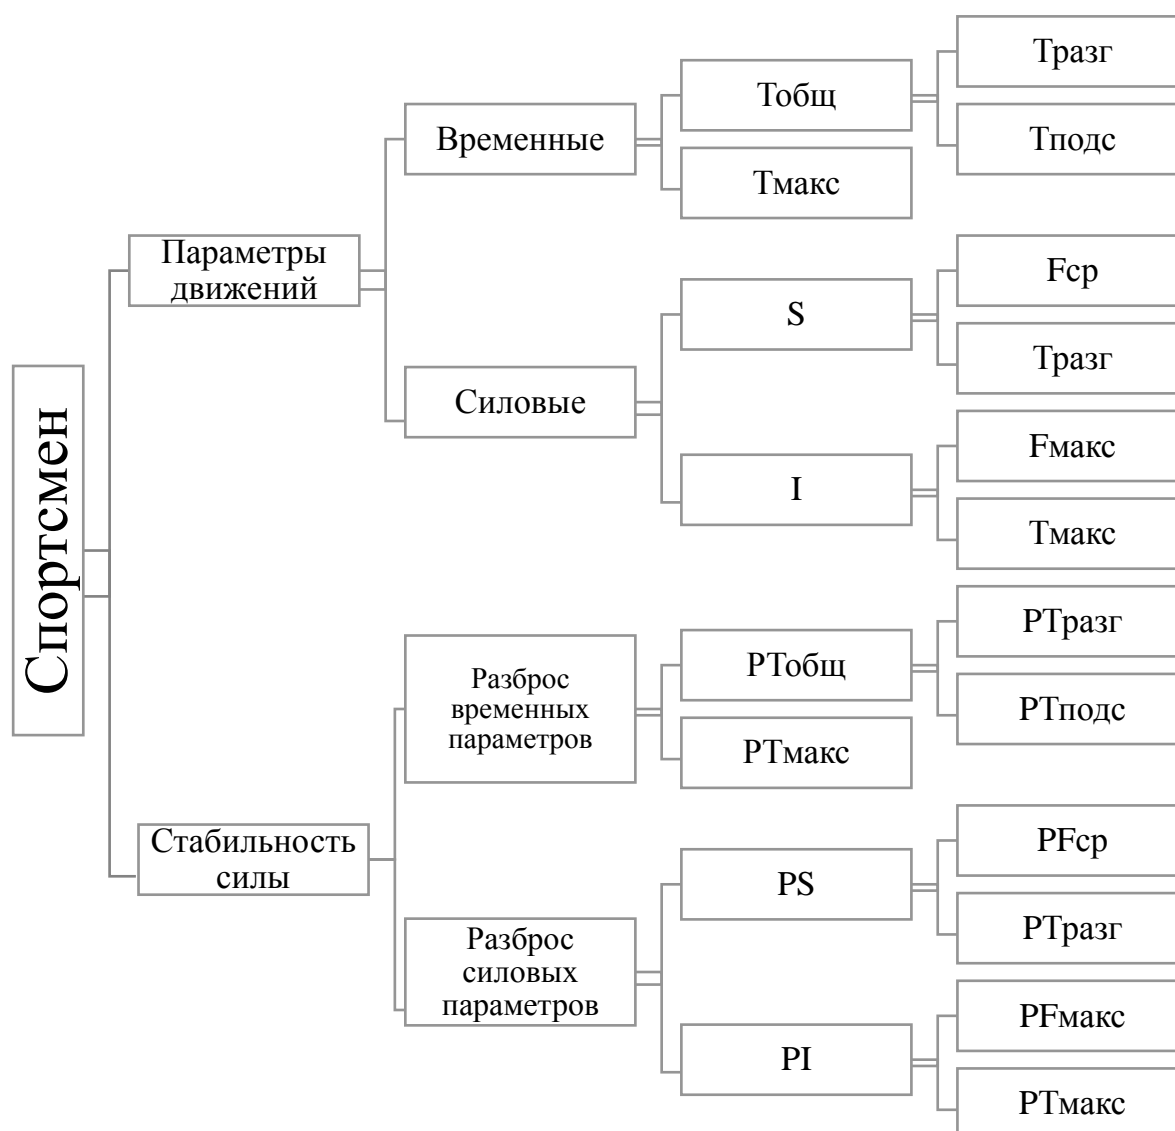 Спортсмен
Параметры
движений
Временные
Тобщ
Тразг
Тподс
Тмакс
Силовые
S
Fср
Тразг
I
Fмакс
Тмакс
Стабильность
силы
Разброс
временных
параметров
РТобщ
РТразг
РТподс
РТмакс
Разброс
силовых
параметров
PS
PFср
РТразг
PI
PFмакс
РТмакс